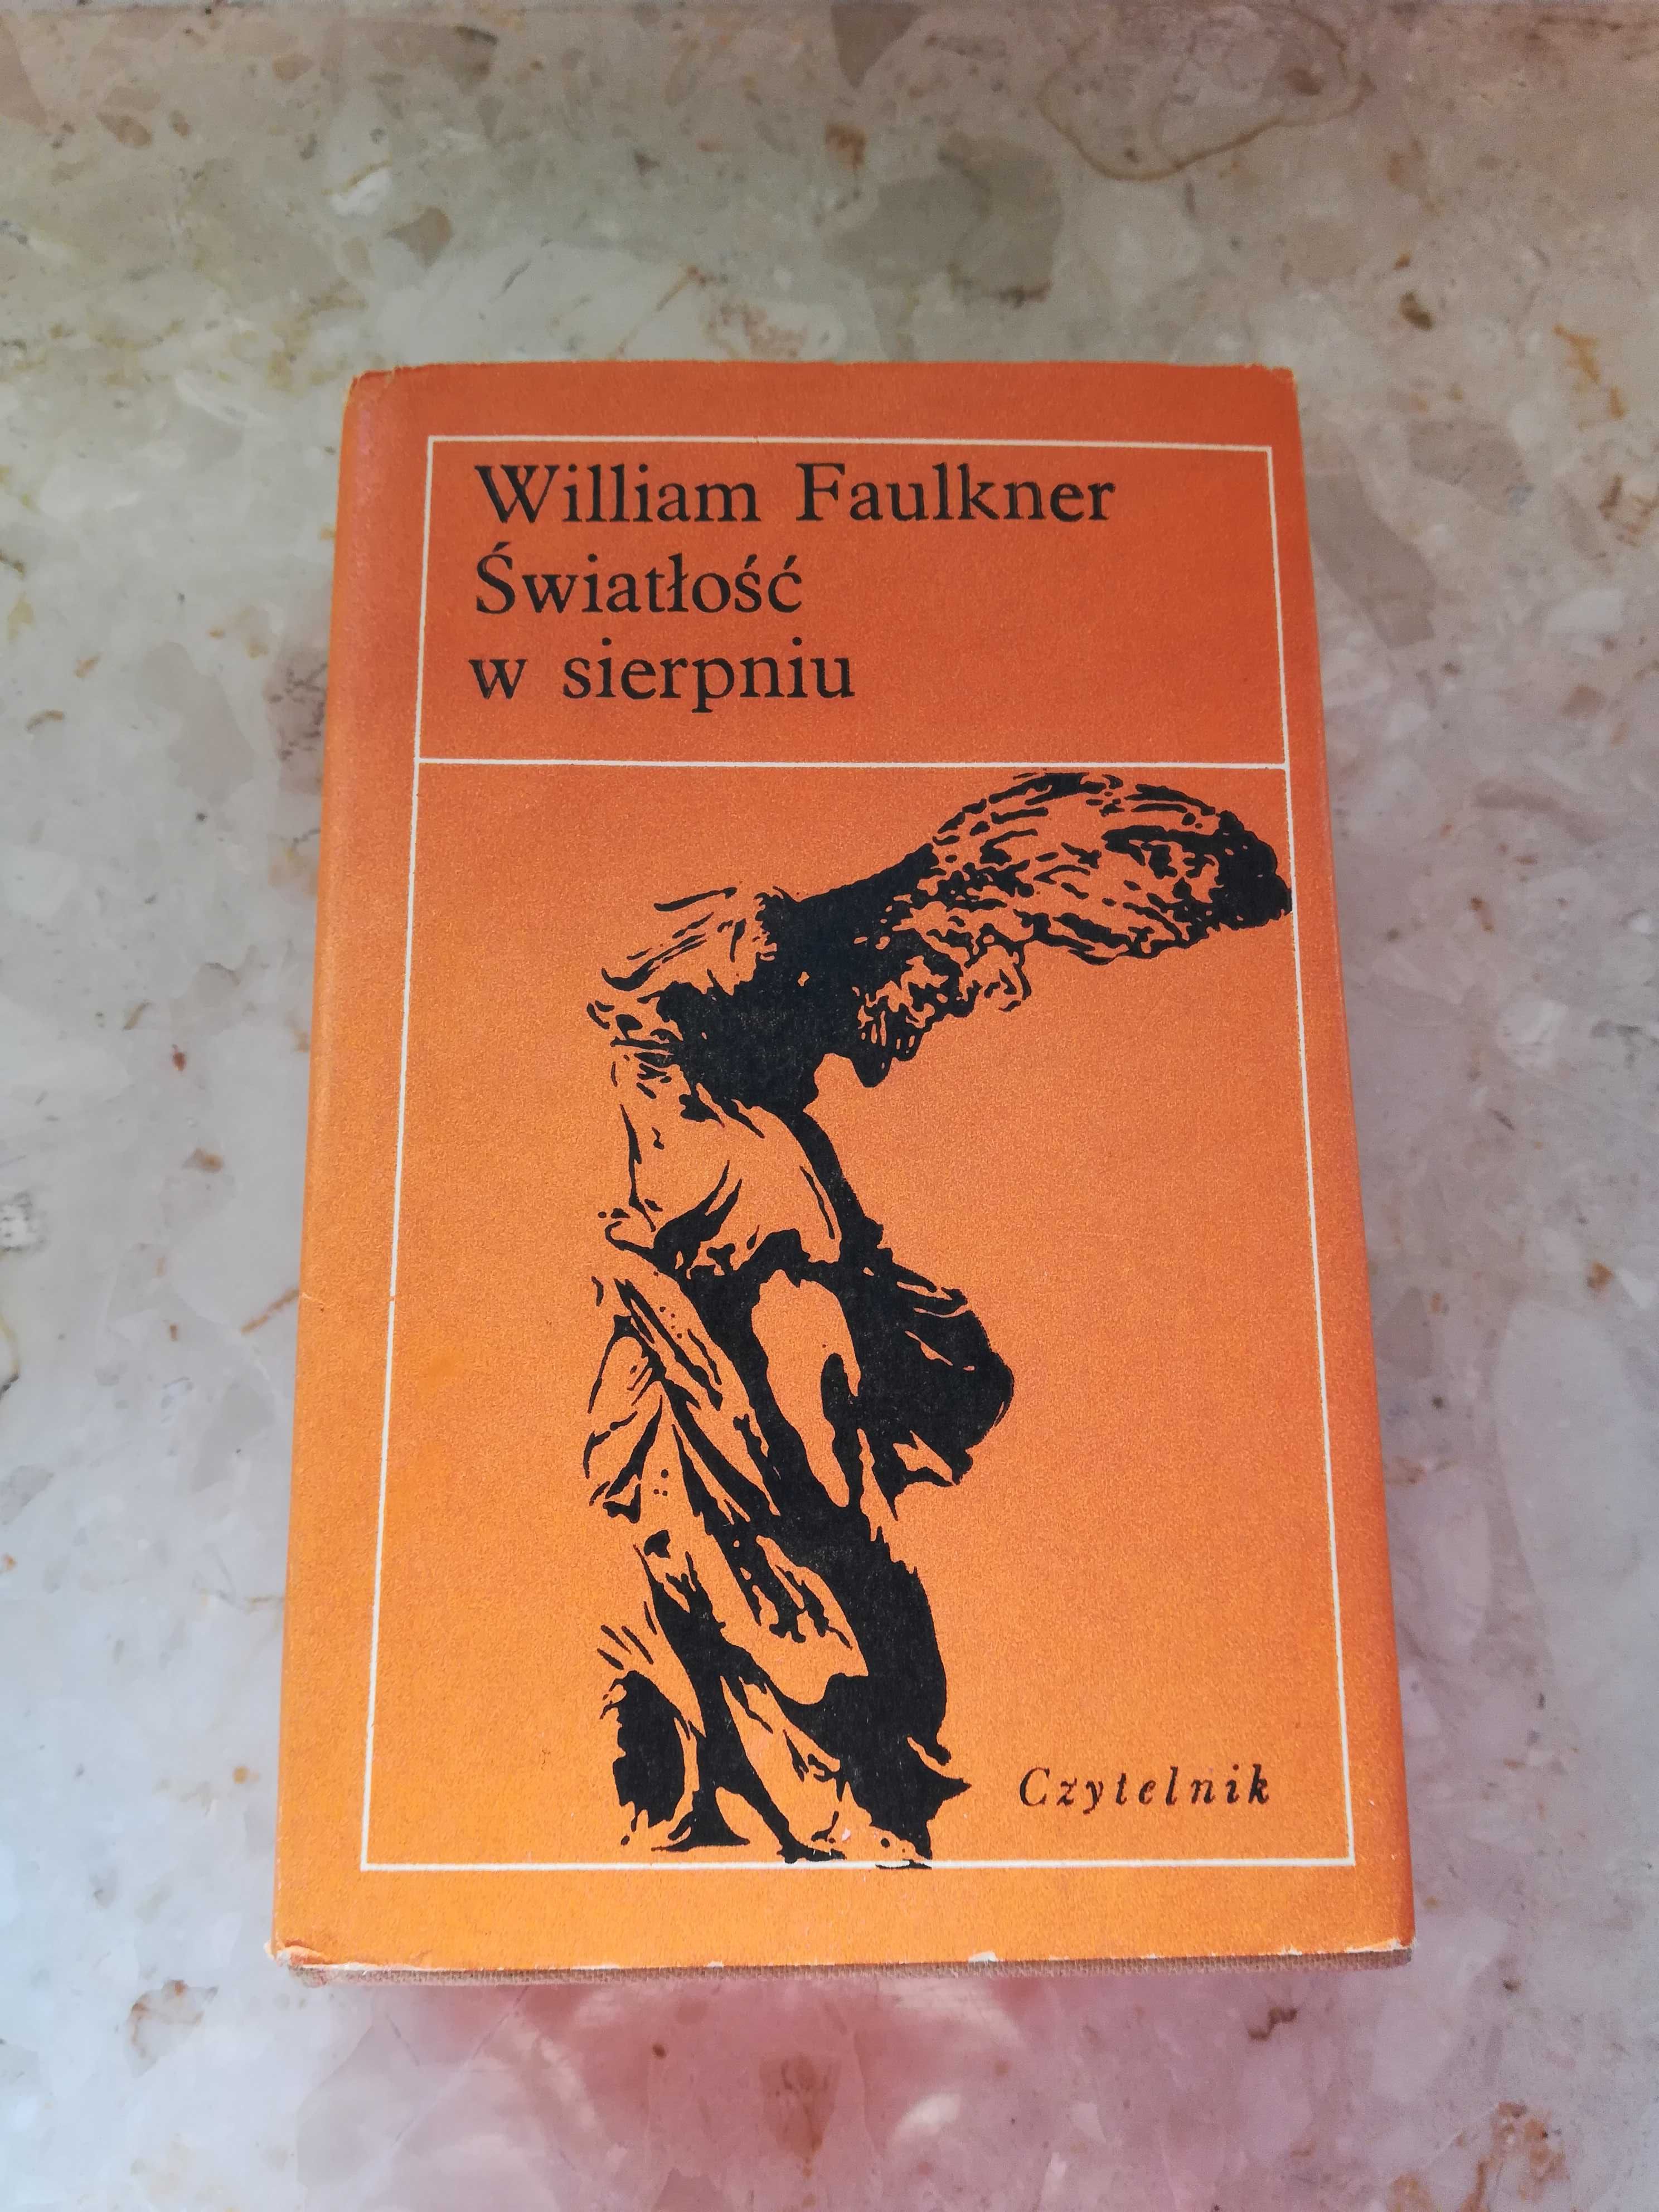 William Faulkner
Światłość
w sierpniu
Czytelnik